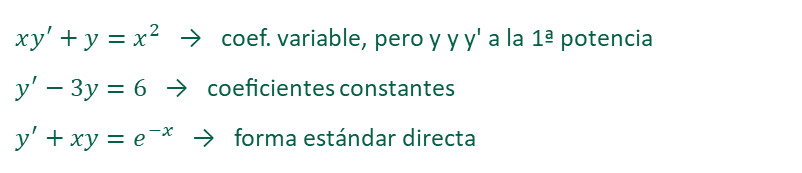 xy′ + y = x² → coef. variable, pero y y y' a la 1ª potencia
y′ − 3y = 6 → coeficientes constantes
y′ + xy = e⁻ˣ → forma estándar directa